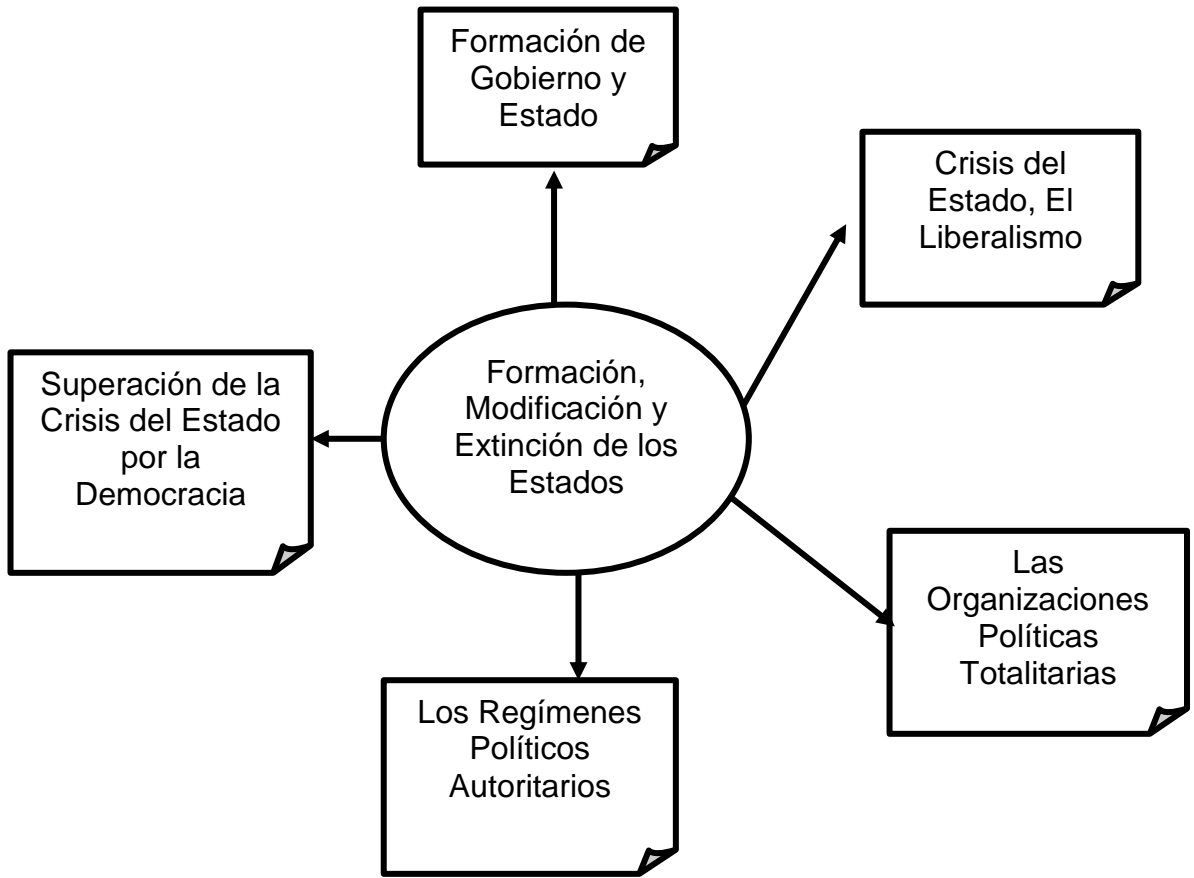 Formación de
Gobierno y
Estado
Crisis del
Estado, El
Liberalismo
Formación,
Modificación y
Extinción de los
Estados
Superación de la
Crisis del Estado
por la
Democracia
Las
Organizaciones
Políticas
Totalitarias
Los Regímenes
Políticos
Autoritarios